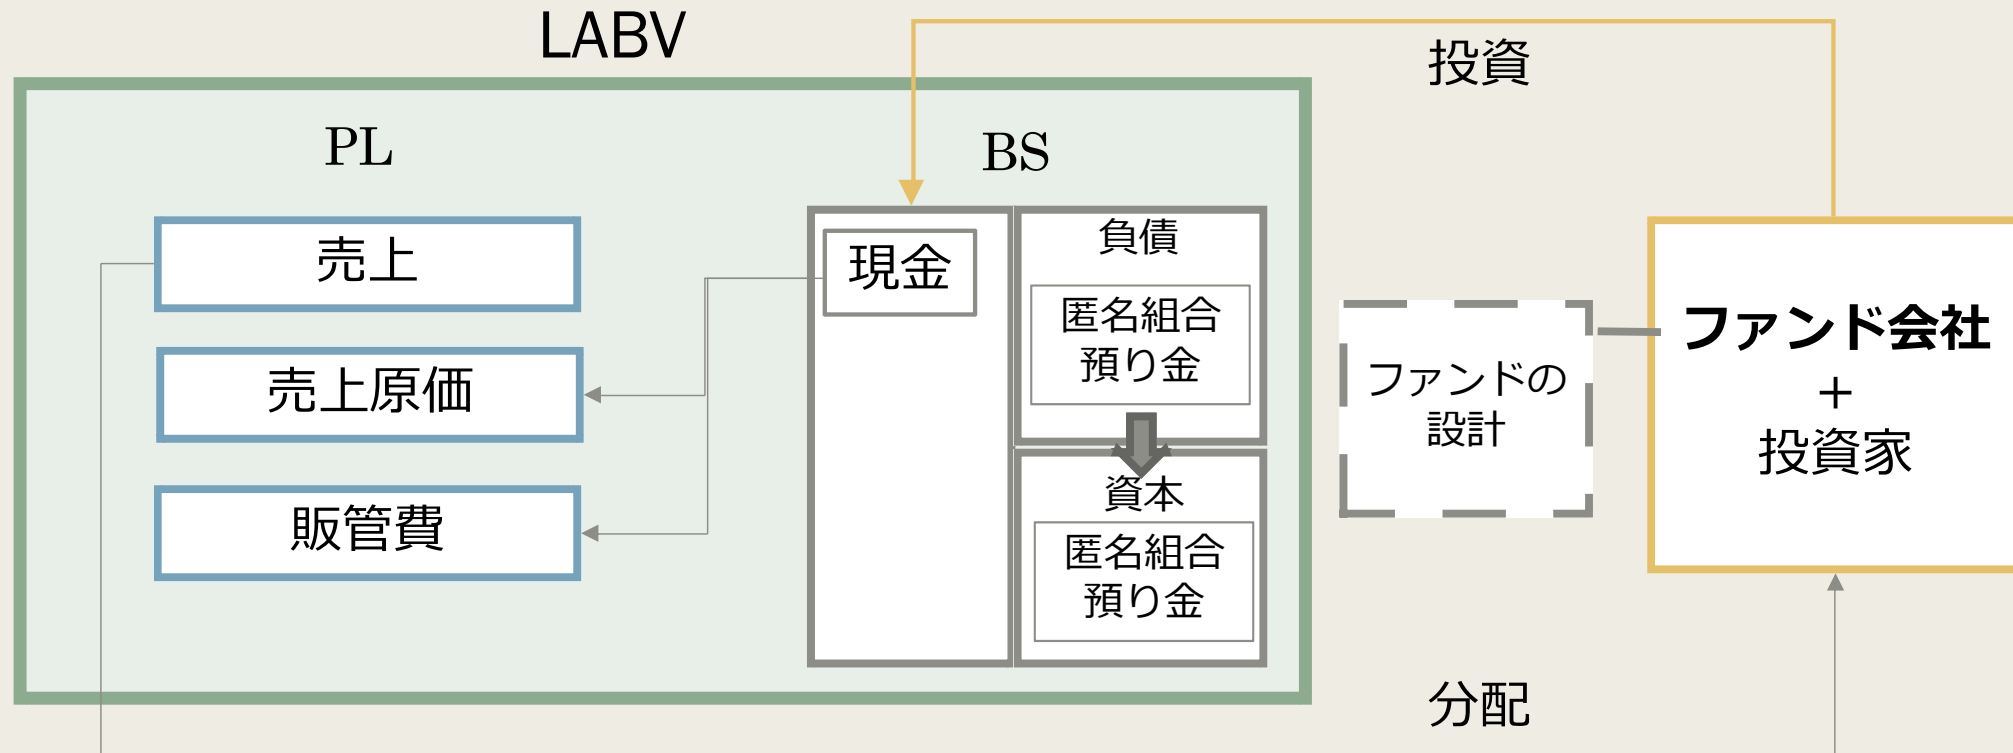 LABV
投資
PL
BS
売上
現金
負債
匿名組合
預り金
売上原価
販管費
資本
匿名組合
預り金
ファンドの
設計
ファンド会社
+
投資家
分配